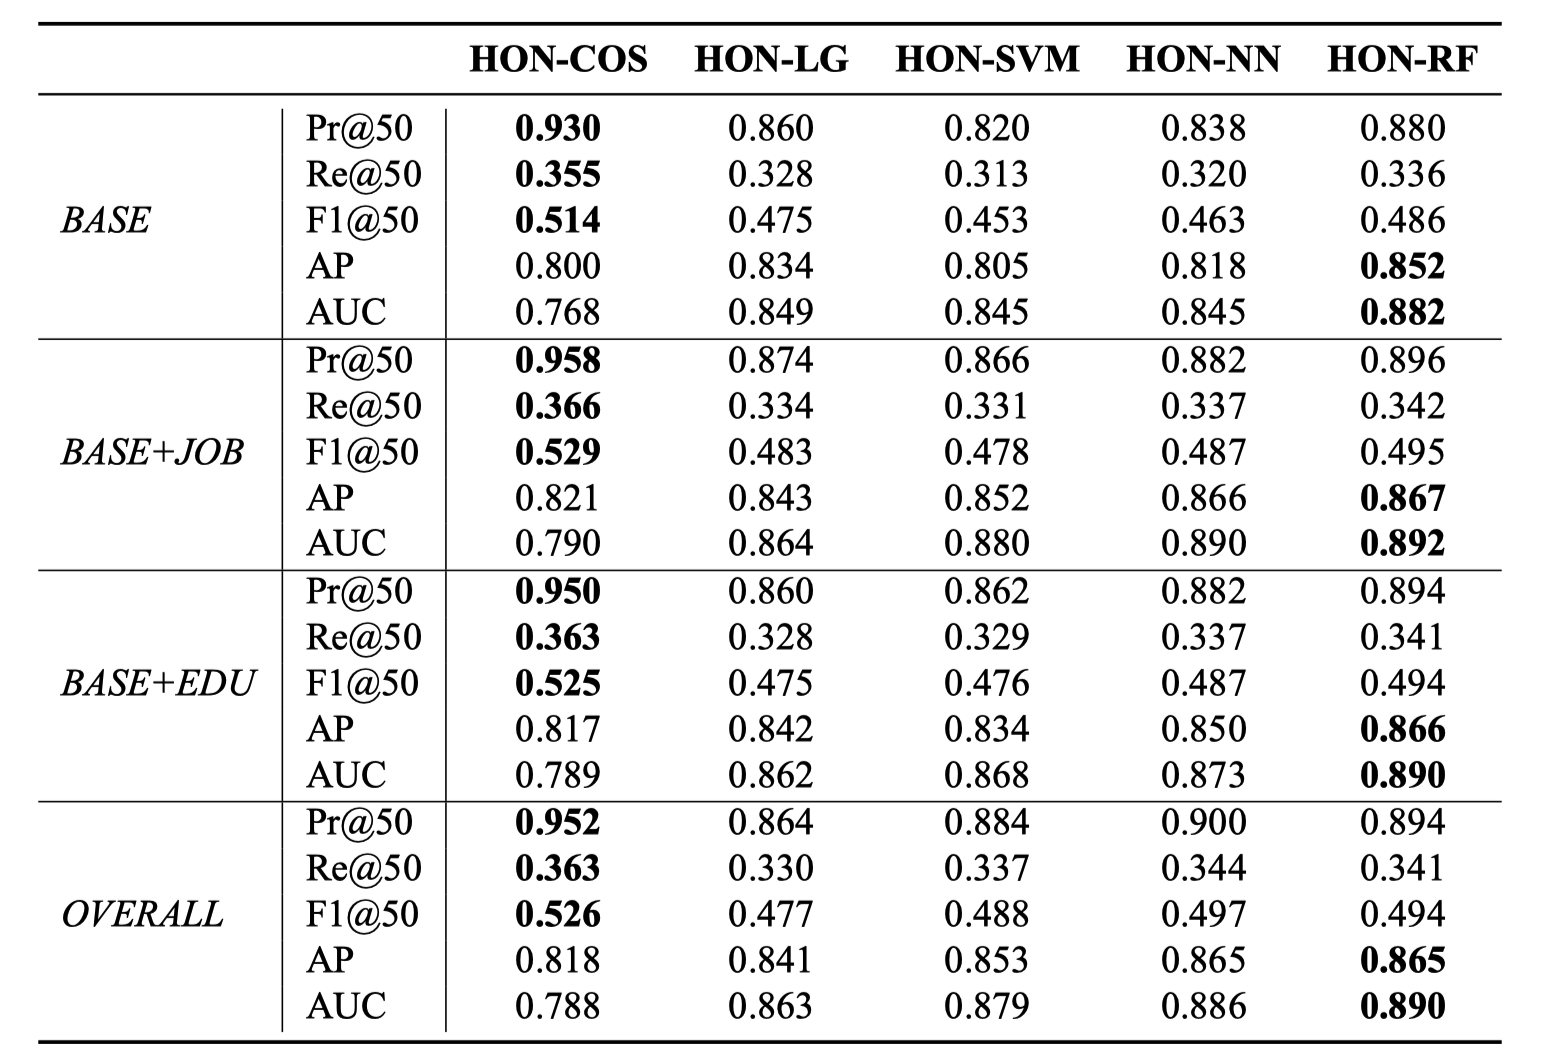 HON-COS HON-LG HON-SVM HON-NN HON-RF
Pr@50 0.930 0.860 0.820 0.838 0.880
Re@50 0.355 0.328 0.313 0.320 0.336
BASE F1@50 0.514 0.475 0.453 0.463 0.486
AP 0.800 0.834 0.805 0.818 0.852
AUC 0.768 0.849 0.845 0.845 0.882
Pr@50 0.958 0.874 0.866 0.882 0.896
Re@50 0.366 0.334 0.331 0.337 0.342
BASE+JOB F1@50 0.529 0.483 0.478 0.487 0.495
AP 0.821 0.843 0.852 0.866 0.867
AUC 0.790 0.864 0.880 0.890 0.892
Pr@50 0.950 0.860 0.862 0.882 0.894
Re@50 0.363 0.328 0.329 0.337 0.341
BASE+EDU F1@50 0.525 0.475 0.476 0.487 0.494
AP 0.817 0.842 0.834 0.850 0.866
AUC 0.789 0.862 0.868 0.873 0.890
Pr@50 0.952 0.864 0.884 0.900 0.894
Re@50 0.363 0.330 0.337 0.344 0.341
OVERALL F1@50 0.526 0.477 0.488 0.497 0.494
AP 0.818 0.841 0.853 0.865 0.865
AUC 0.788 0.863 0.879 0.886 0.890